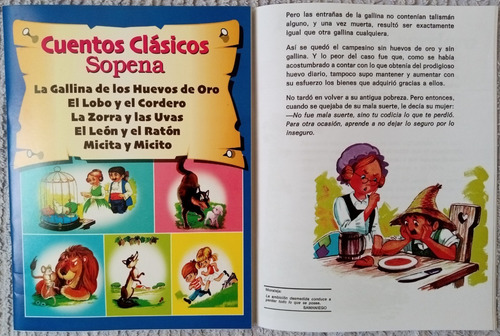 Cuentos Clásicos
Sopena
La Gallina de los Huevos de Oro
El Lobo y el Cordero
La Zorra y las Uvas
El León y el Ratón
Micita y Micito
Pero las entrañas de la gallina no contenían talismán
alguno, y una vez muerta, resultó ser exactamente
igual que otra gallina cualquiera.
Así se quedó el campesino sin huevos de oro y sin
gallina. Y lo peor del caso fue que, como se había
acostumbrado a contar con lo que obtenía del prodigioso
huevo diario, tampoco supo mantener y aumentar con
su esfuerzo los bienes que adquirió gracias a ellos.
No tardó en volver a su antigua pobreza. Pero entonces,
cuando se quejaba de su mala suerte, le decía su mujer:
—No fue mala suerte, sino tu codicia lo que te perdió.
Para otra ocasión, aprende a no dejar lo seguro por lo
inseguro.
Moraleja:
La ambición desmedida conduce a
perder todo lo que se posee.
SAMANIEGO